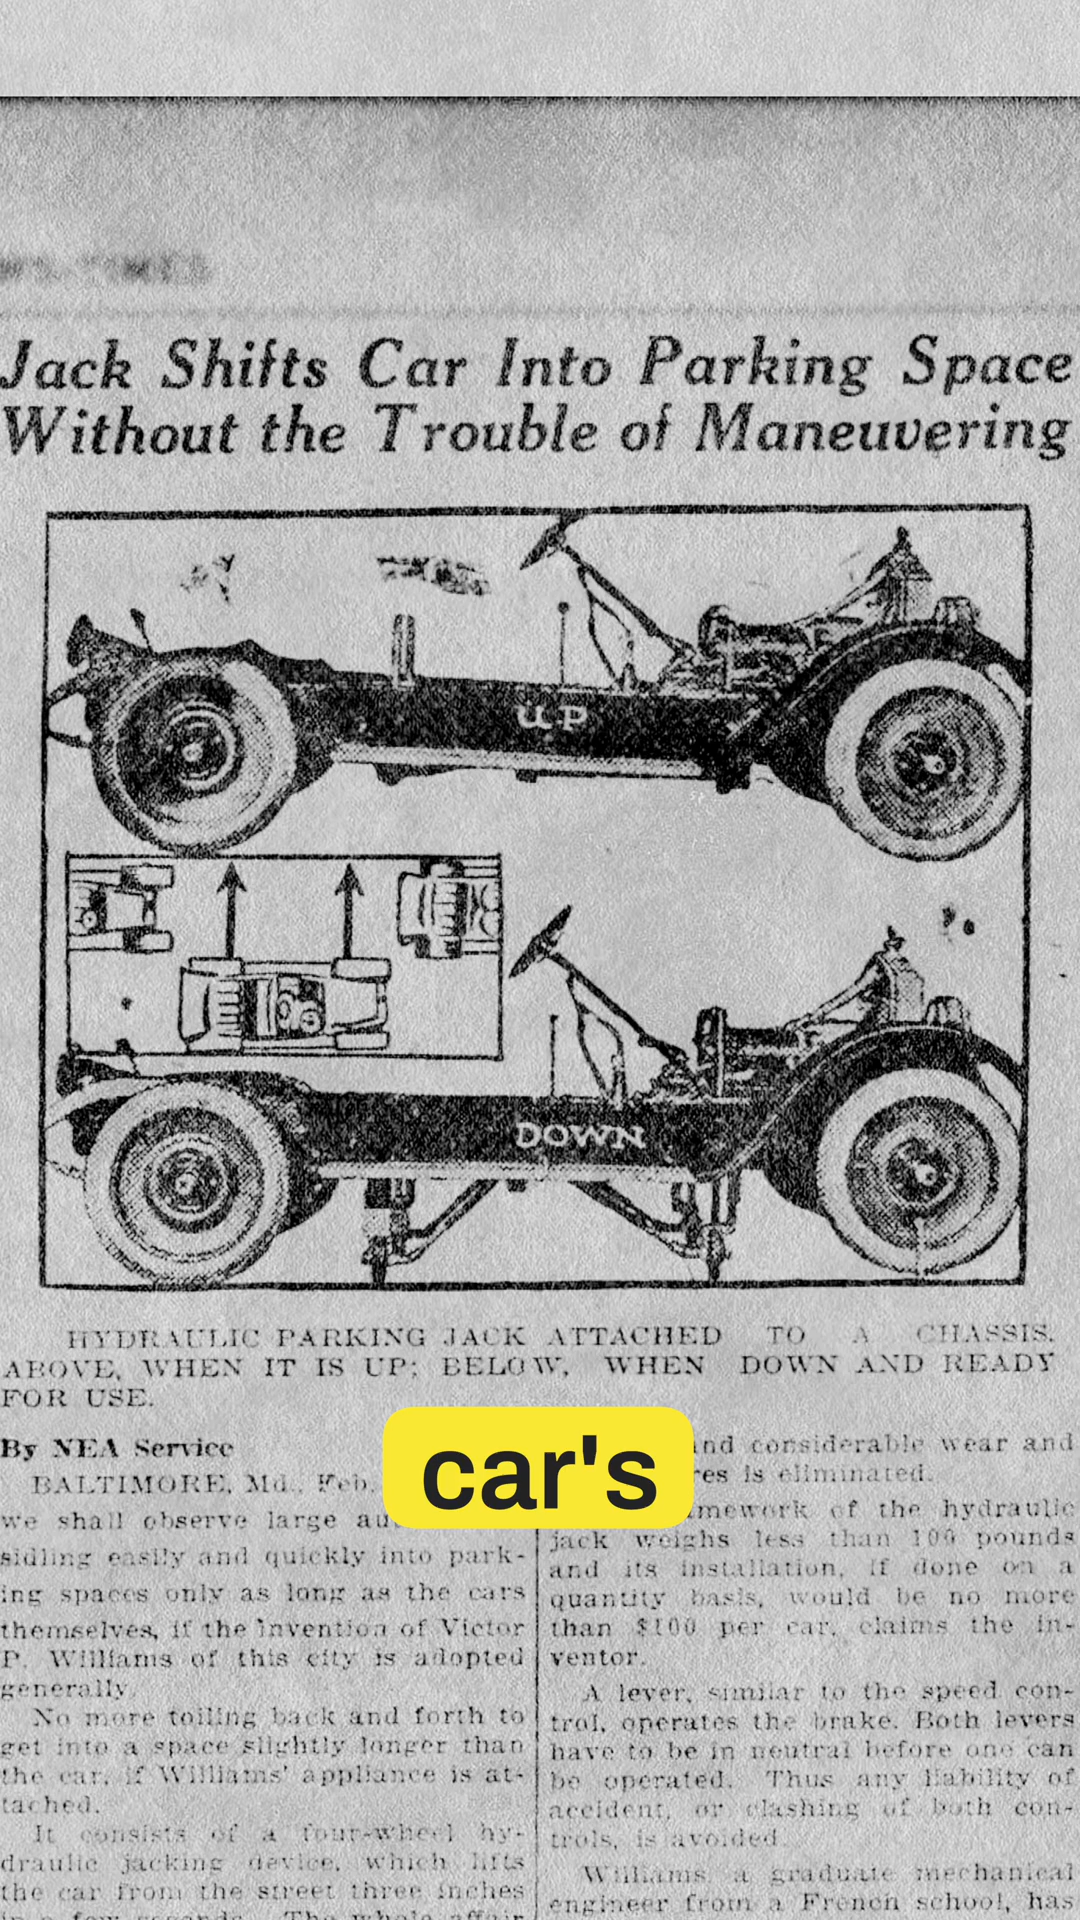 Jack Shifts Car Into Parking Space
Without the Trouble of Maneuvering
UP
DOWN
HYDRAULIC PARKING JACK ATTACHED TO A CHASSIS.
ABOVE, WHEN IT IS UP; BELOW, WHEN DOWN AND READY
FOR USE.
car's
By NEA Service
BALTIMORE, Md., Feb.
we shall observe large
sidling easily and quickly into park-
ing spaces only as long as the cars
themselves, if the invention of Victor
P. Williams of this city is adopted
generally.
No more toiling back and forth to
get into a space slightly longer than
the car, if Williams' appliance is at-
tached.
It consists of a four-wheel hy-
draulic jacking device, which lifts
the car from the street three inches
in a few seconds. The whole affair
and considerable wear and
is eliminated.
of the hydraulic
jack weighs less than 100 pounds
and its installation, if done on a
quantity basis, would be no more
than $100 per car, claims the in-
ventor.
A lever, similar to the speed con-
trol, operates the brake. Both levers
have to be in neutral before one can
be operated. Thus any liability of
accident, or clashing of both con-
trols, is avoided.
Williams, a graduate mechanical
engineer from a French school, has